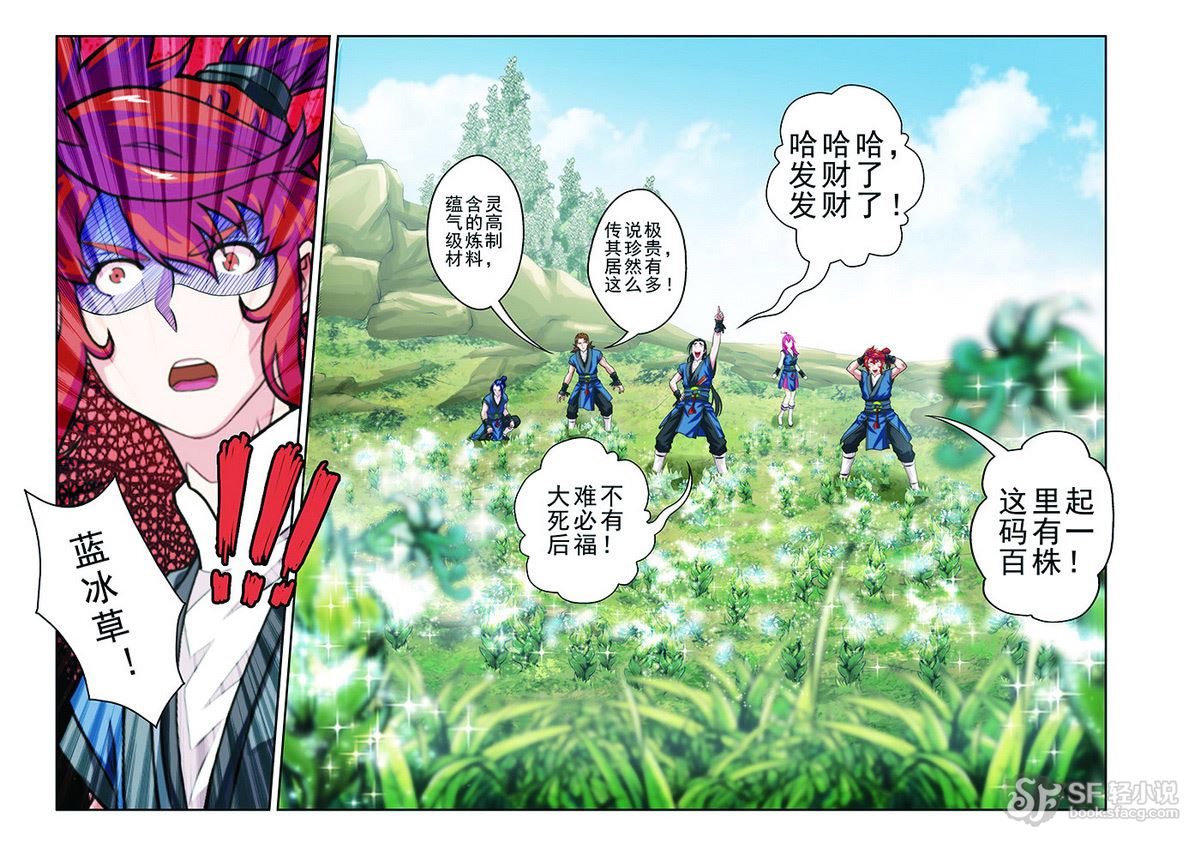 蓝冰草！
!!!
蕴含灵
气的高
级炼制
材料，
传说极
其珍贵，
居然有
这么多！
哈哈哈，
发财了
发财了！
大难不
死必有
后福！
这里起
码有一
百株！
SF轻小说
book.sfacg.com